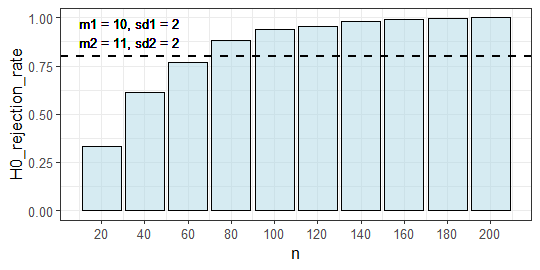 m1 = 10, sd1 = 2
m2 = 11, sd2 = 2
H0_rejection_rate
1.00
0.75
0.50
0.25
0.00
20 40 60 80 100 120 140 160 180 200
n